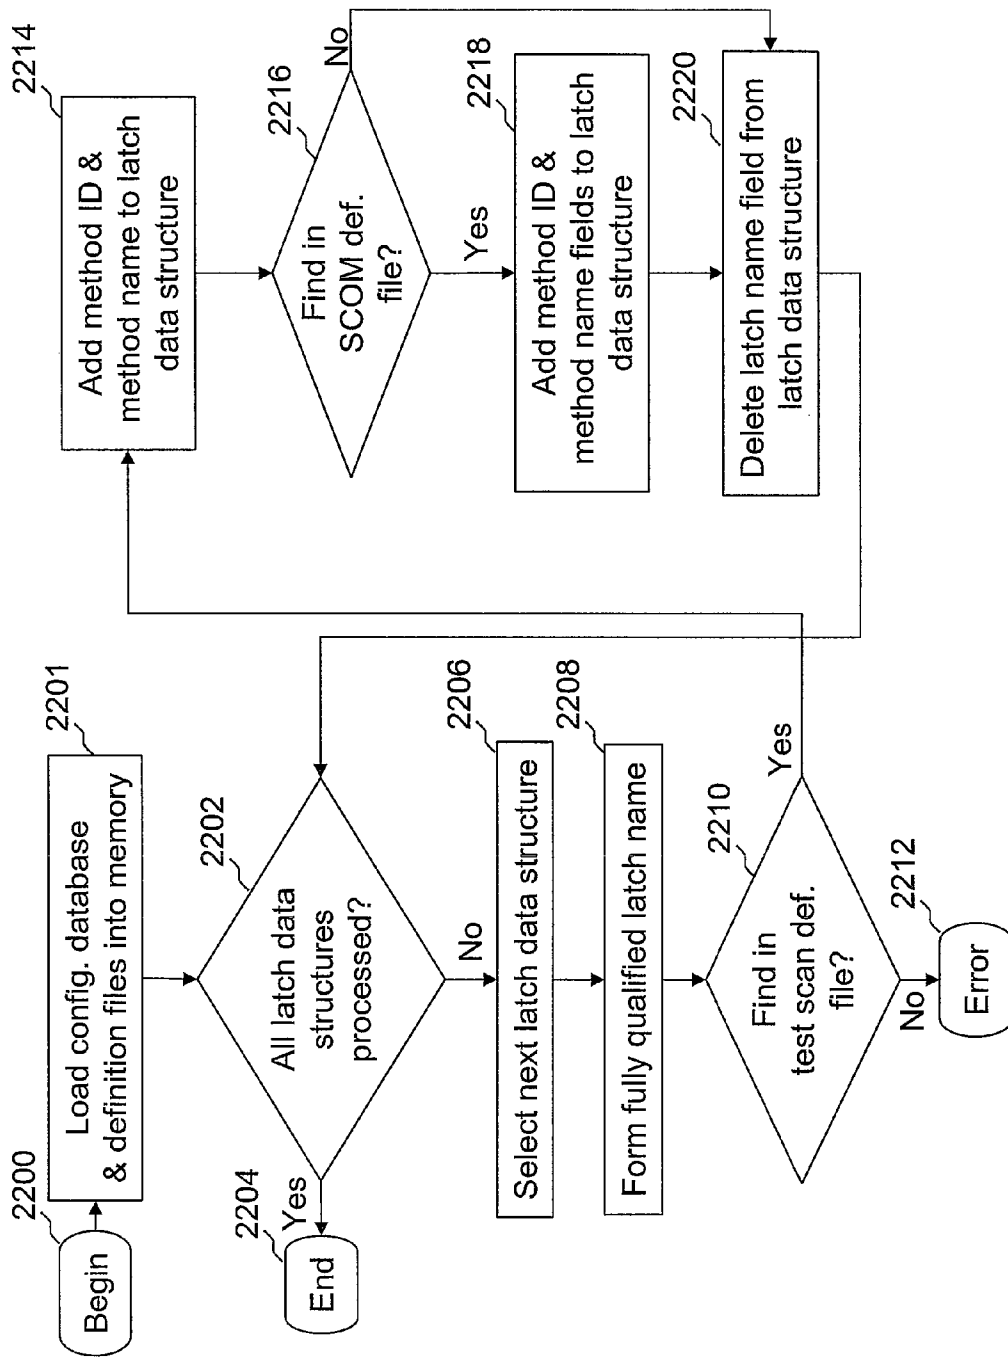 2200
Begin
2201
Load config. database
& definition files into memory
2202
All latch data
structures
processed?
Yes
2204
End
No
2206
Select next latch data structure
2208
Form fully qualified latch name
2210
Find in
test scan def.
file?
Yes
No
2212
Error
2214
Add method ID &
method name to latch
data structure
2216
Find in
SCOM def.
file?
No
Yes
2218
Add method ID &
method name fields to latch
data structure
2220
Delete latch name field from
latch data structure